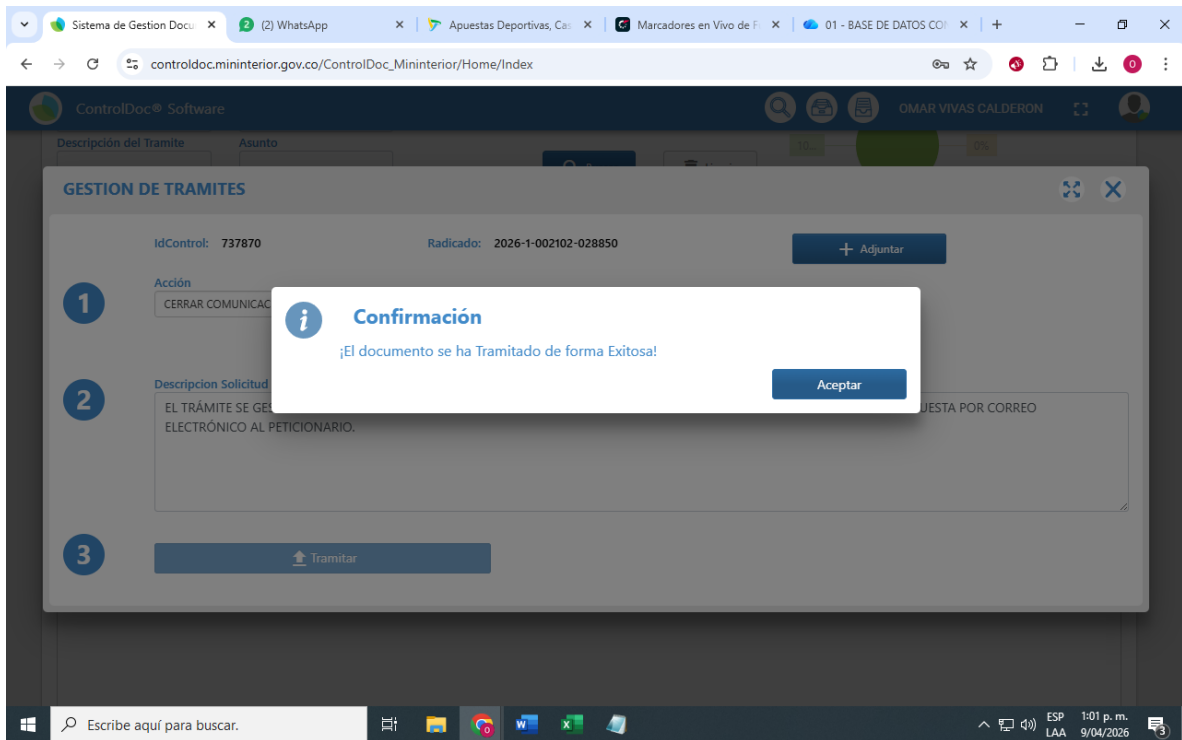 Sistema de Gestion Docu
2 (2) WhatsApp
Apuestas Deportivas, Cas
Marcadores en Vivo de F
01 - BASE DE DATOS CON
controldoc.mininterior.gov.co/ControlDoc_Mininterior/Home/Index
O
ControlDoc® Software
OMAR VIVAS CALDERON
Descripción del Tramite
Asunto
10...
0%
GESTION DE TRAMITES
IdControl: 737870
Radicado: 2026-1-002102-028850
+ Adjuntar
1
Acción
CERRAR COMUNICAC
Confirmación
¡El documento se ha Tramitado de forma Exitosa!
Aceptar
2
Descripcion Solicitud
EL TRÁMITE SE GES
UESTA POR CORREO
ELECTRÓNICO AL PETICIONARIO.
3
Tramitar
Escribe aquí para buscar.
ESP
LAA
1:01 p. m.
9/04/2026
3